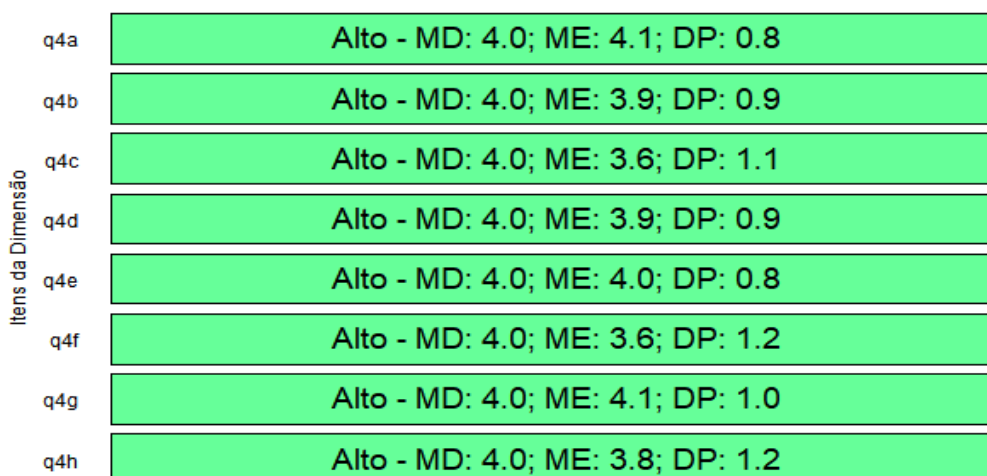 Itens da Dimensão
q4a Alto - MD: 4.0; ME: 4.1; DP: 0.8
q4b Alto - MD: 4.0; ME: 3.9; DP: 0.9
q4c Alto - MD: 4.0; ME: 3.6; DP: 1.1
q4d Alto - MD: 4.0; ME: 3.9; DP: 0.9
q4e Alto - MD: 4.0; ME: 4.0; DP: 0.8
q4f Alto - MD: 4.0; ME: 3.6; DP: 1.2
q4g Alto - MD: 4.0; ME: 4.1; DP: 1.0
q4h Alto - MD: 4.0; ME: 3.8; DP: 1.2